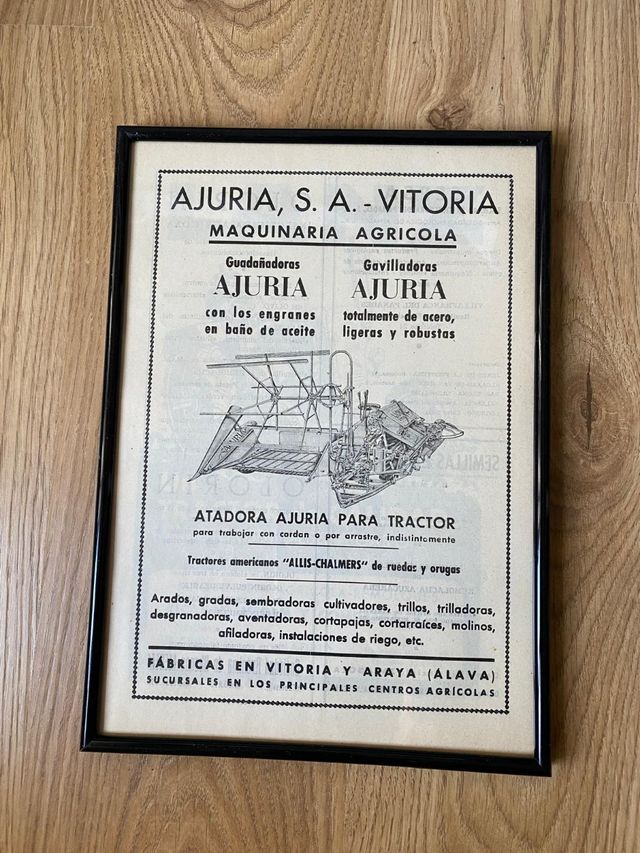 AJURIA, S. A. - VITORIA
MAQUINARIA AGRICOLA
Guadañadoras
AJURIA
con los engranes
en baño de aceite
Gavilladoras
AJURIA
totalmente de acero,
ligeras y robustas
AJURIA
ATADORA AJURIA PARA TRACTOR
para trabajar con cardan o por arrastre, indistintamente
Tractores americanos "ALLIS-CHALMERS" de ruedas y orugas
Arados, gradas, sembradoras cultivadores, trillos, trilladoras,
desgranadoras, aventadoras, cortapajas, cortarraíces, molinos,
afiladoras, instalaciones de riego, etc.
FÁBRICAS EN VITORIA Y ARAYA (ÁLAVA)
SUCURSALES EN LOS PRINCIPALES CENTROS AGRÍCOLAS